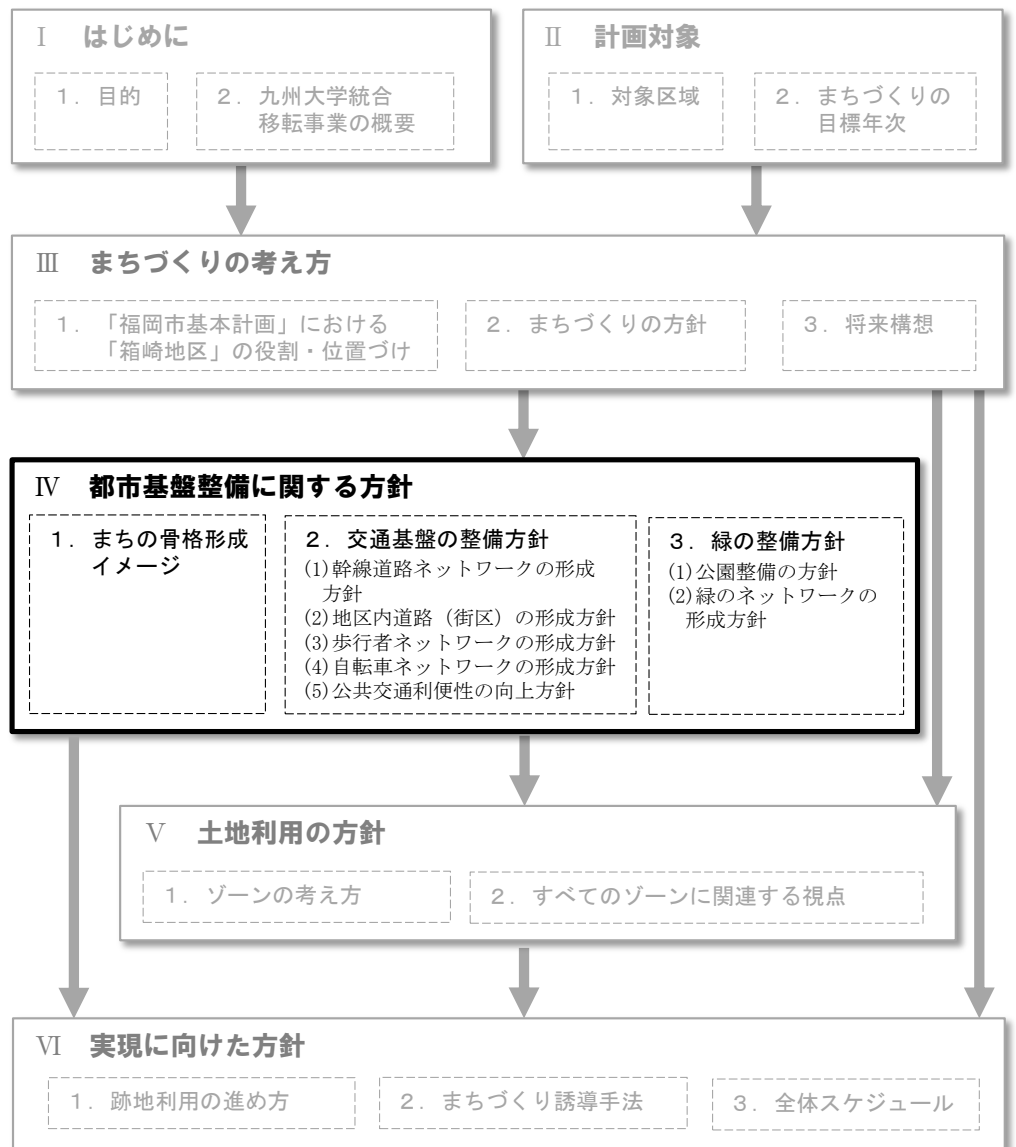 Ⅰ はじめに
1．目的
2．九州大学統合
移転事業の概要
Ⅱ 計画対象
1．対象区域
2．まちづくりの
目標年次
Ⅲ まちづくりの考え方
1．「福岡市基本計画」における
「箱崎地区」の役割・位置づけ
2．まちづくりの方針
3．将来構想
Ⅳ 都市基盤整備に関する方針
1．まちの骨格形成
イメージ
2．交通基盤の整備方針
(1)幹線道路ネットワークの形成
方針
(2)地区内道路（街区）の形成方針
(3)歩行者ネットワークの形成方針
(4)自転車ネットワークの形成方針
(5)公共交通利便性の向上方針
3．緑の整備方針
(1)公園整備の方針
(2)緑のネットワークの
形成方針
Ⅴ 土地利用の方針
1．ゾーンの考え方
2．すべてのゾーンに関連する視点
Ⅵ 実現に向けた方針
1．跡地利用の進め方
2．まちづくり誘導手法
3．全体スケジュール